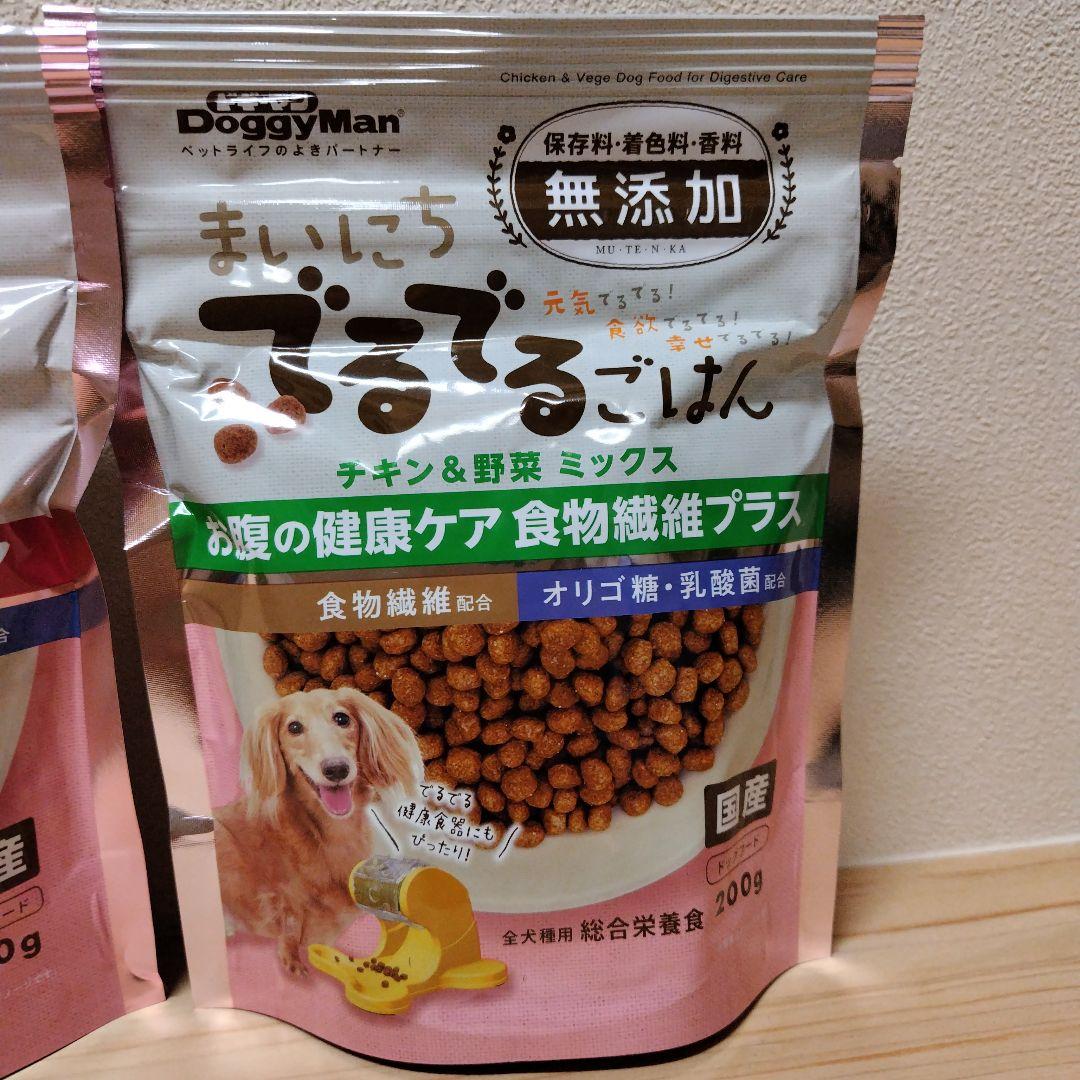 Chicken & Vege Dog Food for Digestive Care
ドギーマン
DoggyMan®
ペットライフのよきパートナー
保存料・着色料・香料
無添加
MU・TE・N・KA
まいにち
でるでるごはん
元気でるでる!
食欲でるでる!
幸せでるでる!
チキン&野菜 ミックス
お腹の健康ケア 食物繊維プラス
食物繊維配合
オリゴ糖・乳酸菌配合
でるでる
健康食器にも
ぴったり!
国産
ドッグフード
200g
全犬種用 総合栄養食
合
産
ード
0g